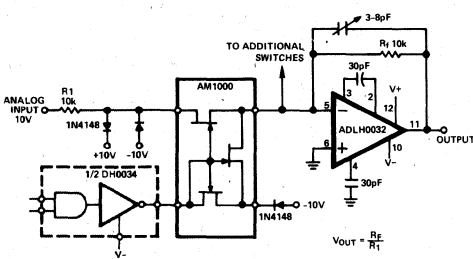 3-8pF
TO ADDITIONAL
SWITCHES
Rf 10k
30pF
AM1000
V+
R1
10k
ANALOG
INPUT
10V
3
2
5
12
1N4148
ADLH0032
11
OUTPUT
6
10
+10V
-10V
V-
4
1/2 DH0034
30pF
1N4148
-10V
V-
VOUT = RF
R1